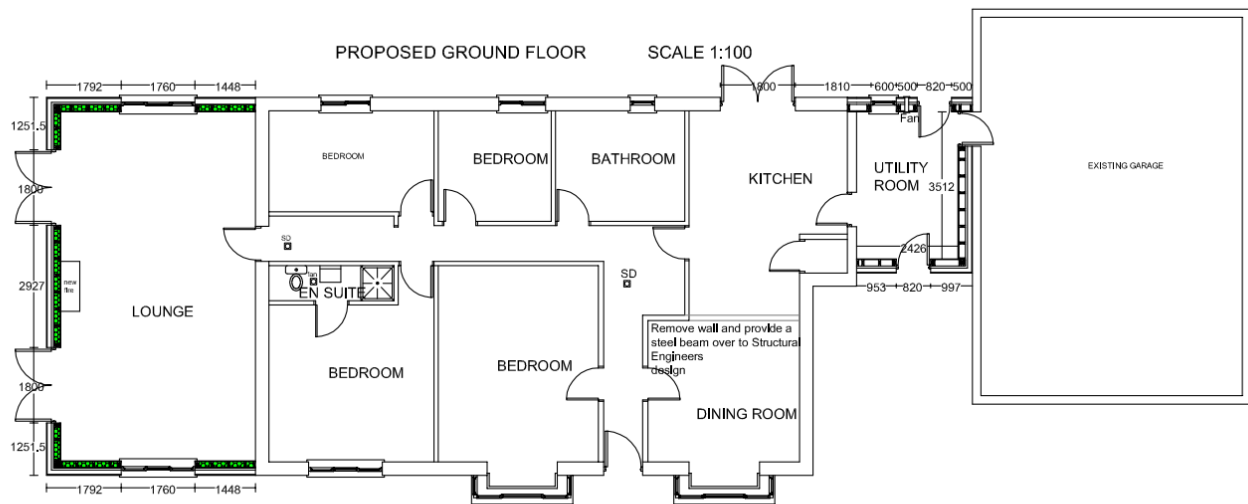 PROPOSED GROUND FLOOR SCALE 1:100
1792 1760 1448
1800 1810 600 500 820 500
1251.5
Fan
BEDROOM
BEDROOM
BATHROOM
KITCHEN
UTILITY
ROOM
3512
EXISTING GARAGE
1800
SD
2426
SD
2927
new
fire
LOUNGE
fan
EN SUITE
953 820 997
Remove wall and provide a
steel beam over to Structural
Engineers
design
BEDROOM
BEDROOM
1800
DINING ROOM
1251.5
1792 1760 1448